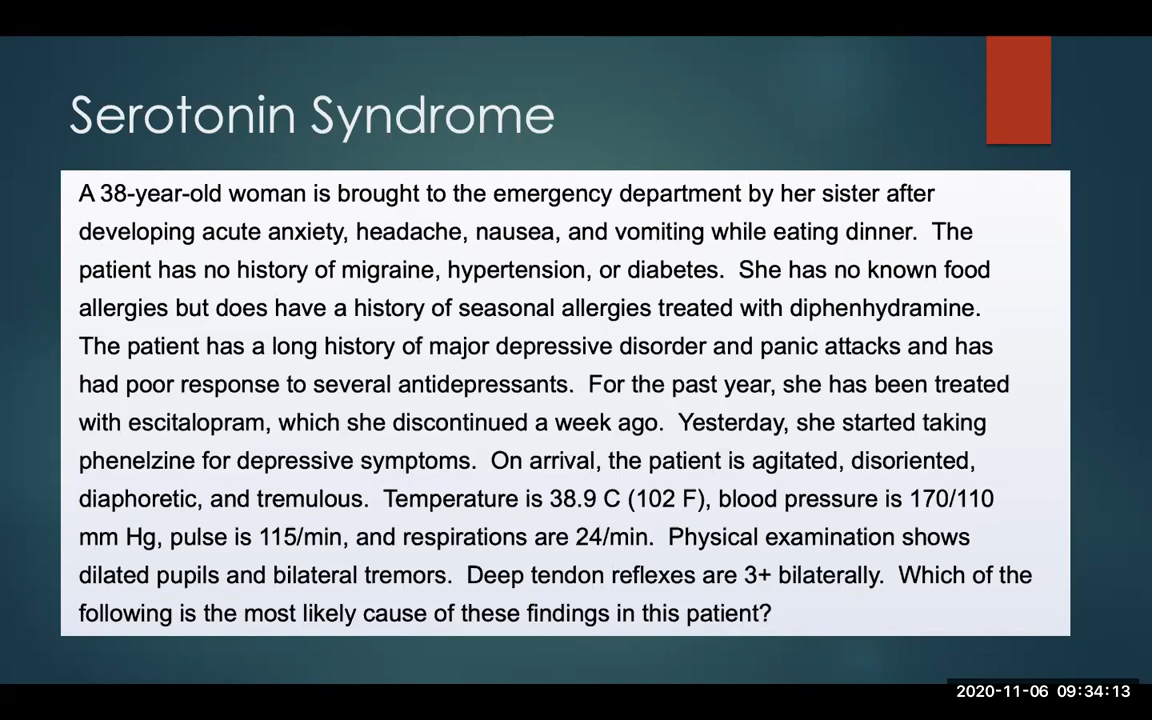 Serotonin Syndrome
A 38-year-old woman is brought to the emergency department by her sister after
developing acute anxiety, headache, nausea, and vomiting while eating dinner. The
patient has no history of migraine, hypertension, or diabetes. She has no known food
allergies but does have a history of seasonal allergies treated with diphenhydramine.
The patient has a long history of major depressive disorder and panic attacks and has
had poor response to several antidepressants. For the past year, she has been treated
with escitalopram, which she discontinued a week ago. Yesterday, she started taking
phenelzine for depressive symptoms. On arrival, the patient is agitated, disoriented,
diaphoretic, and tremulous. Temperature is 38.9 C (102 F), blood pressure is 170/110
mm Hg, pulse is 115/min, and respirations are 24/min. Physical examination shows
dilated pupils and bilateral tremors. Deep tendon reflexes are 3+ bilaterally. Which of the
following is the most likely cause of these findings in this patient?
2020-11-06 09:34:13